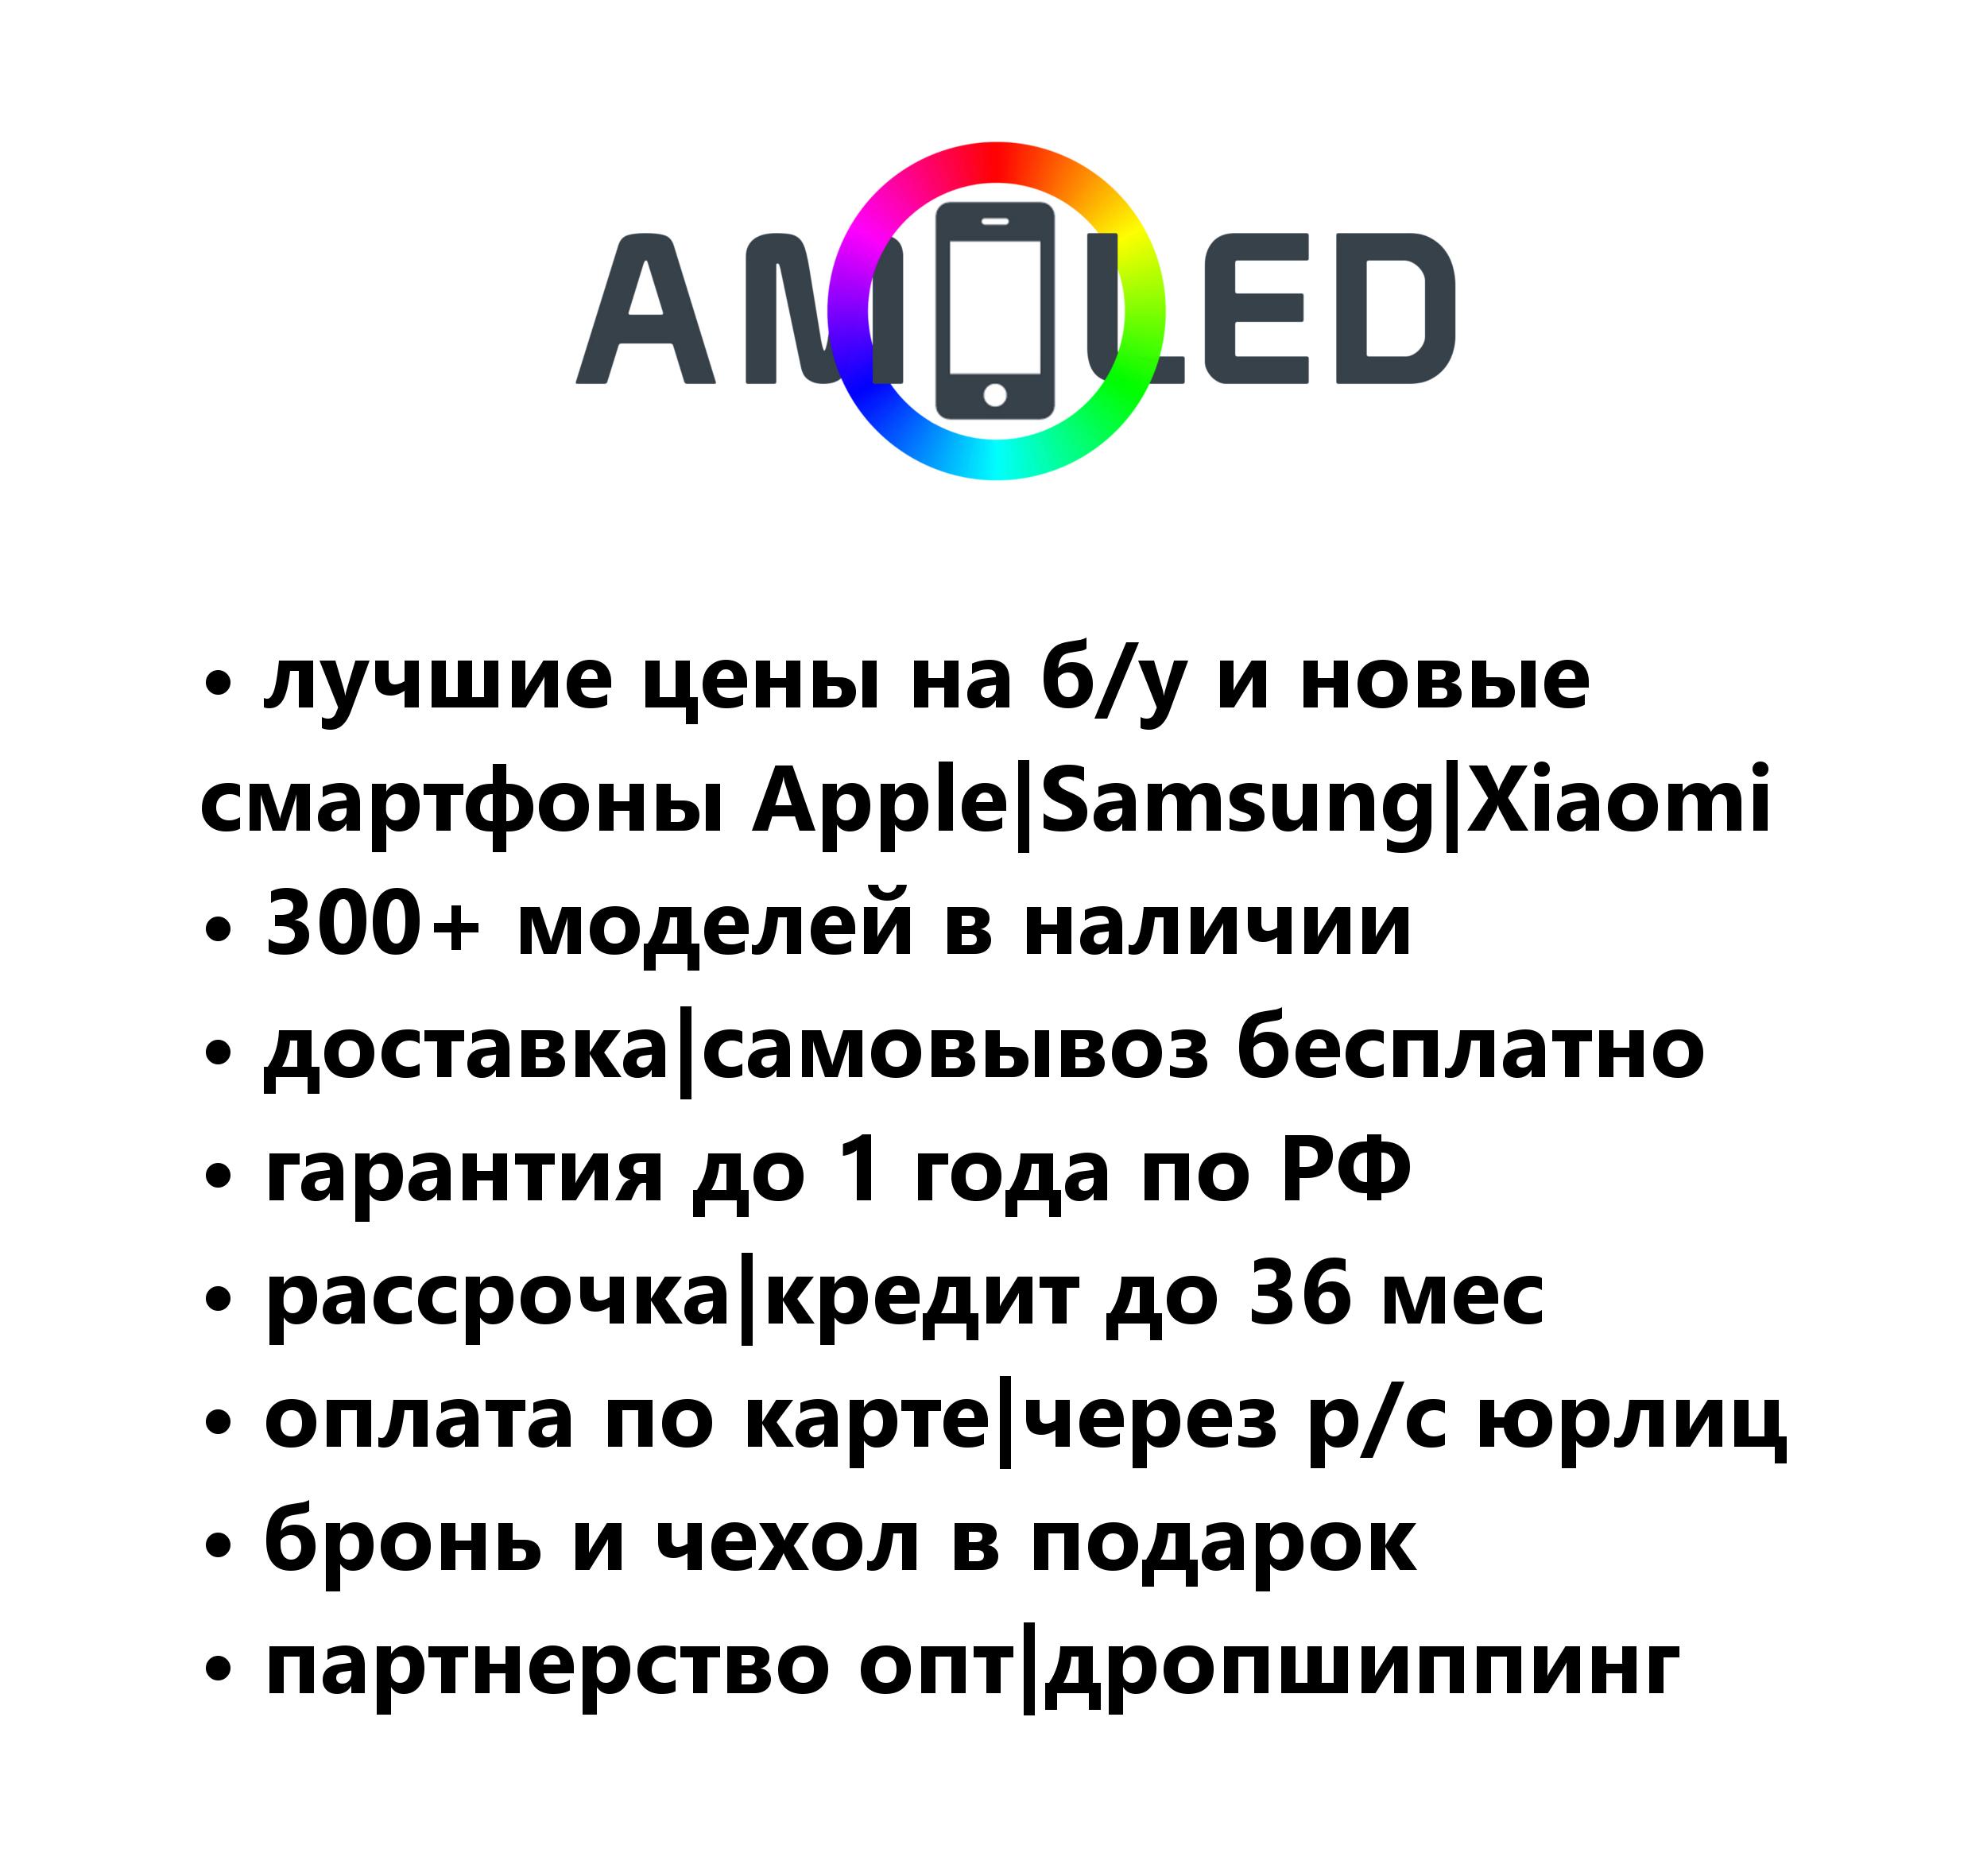 AMOLED
• лучшие цены на б/у и новые
смартфоны Apple|Samsung|Xiaomi
• 300+ моделей в наличии
• доставка|самовывоз бесплатно
• гарантия до 1 года по РФ
• рассрочка|кредит до 36 мес
• оплата по карте|через р/с юрлиц
• бронь и чехол в подарок
• партнерство опт|дропшиппинг